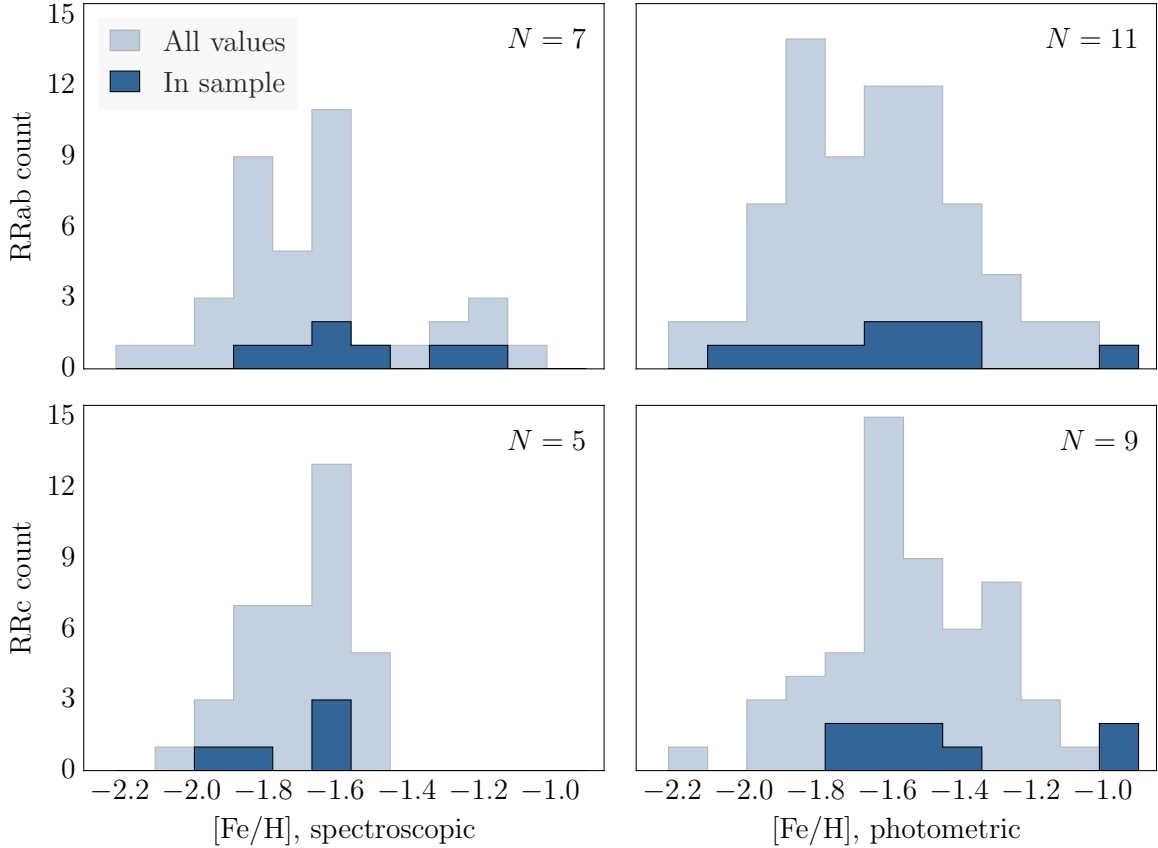 15
12
9
6
3
0
RRab count
All values
In sample
N = 7
N = 11
15
12
9
6
3
0
RRc count
N = 5
N = 9
−2.2 −2.0 −1.8 −1.6 −1.4 −1.2 −1.0
[Fe/H], spectroscopic
−2.2 −2.0 −1.8 −1.6 −1.4 −1.2 −1.0
[Fe/H], photometric